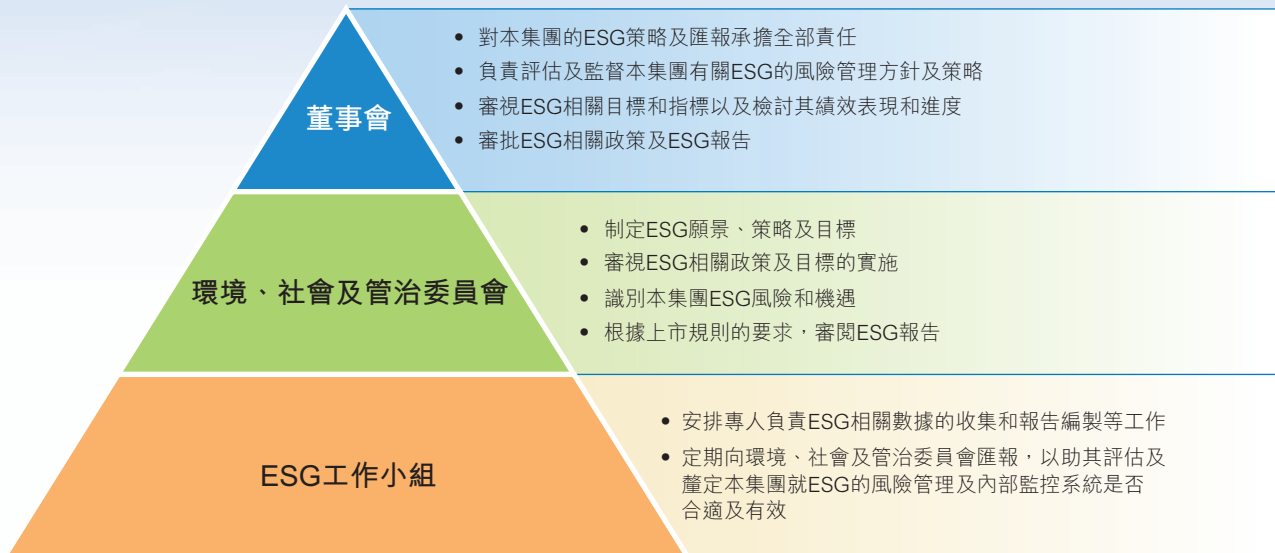 董事會
• 對本集團的ESG策略及匯報承擔全部責任
• 負責評估及監督本集團有關ESG的風險管理方針及策略
• 審視ESG相關目標和指標以及檢討其績效表現和進度
• 審批ESG相關政策及ESG報告
環境、社會及管治委員會
• 制定ESG願景、策略及目標
• 審視ESG相關政策及目標的實施
• 識別本集團ESG風險和機遇
• 根據上市規則的要求，審閱ESG報告
ESG工作小組
• 安排專人負責ESG相關數據的收集和報告編製等工作
• 定期向環境、社會及管治委員會匯報，以助其評估及
釐定本集團就ESG的風險管理及內部監控系統是否
合適及有效